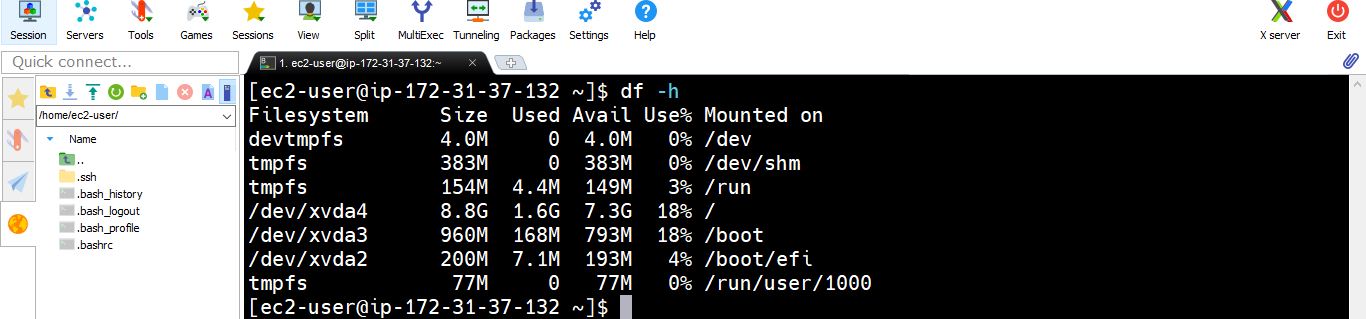 Session Servers Tools Games Sessions View Split MultiExec Tunneling Packages Settings Help X server Exit
Quick connect...
1. ec2-user@ip-172-31-37-132:~
/home/ec2-user/
Name
..
.ssh
.bash_history
.bash_logout
.bash_profile
.bashrc
[ec2-user@ip-172-31-37-132 ~]$ df -h
Filesystem Size Used Avail Use% Mounted on
devtmpfs 4.0M 0 4.0M 0% /dev
tmpfs 383M 0 383M 0% /dev/shm
tmpfs 154M 4.4M 149M 3% /run
/dev/xvda4 8.8G 1.6G 7.3G 18% /
/dev/xvda3 960M 168M 793M 18% /boot
/dev/xvda2 200M 7.1M 193M 4% /boot/efi
tmpfs 77M 0 77M 0% /run/user/1000
[ec2-user@ip-172-31-37-132 ~]$